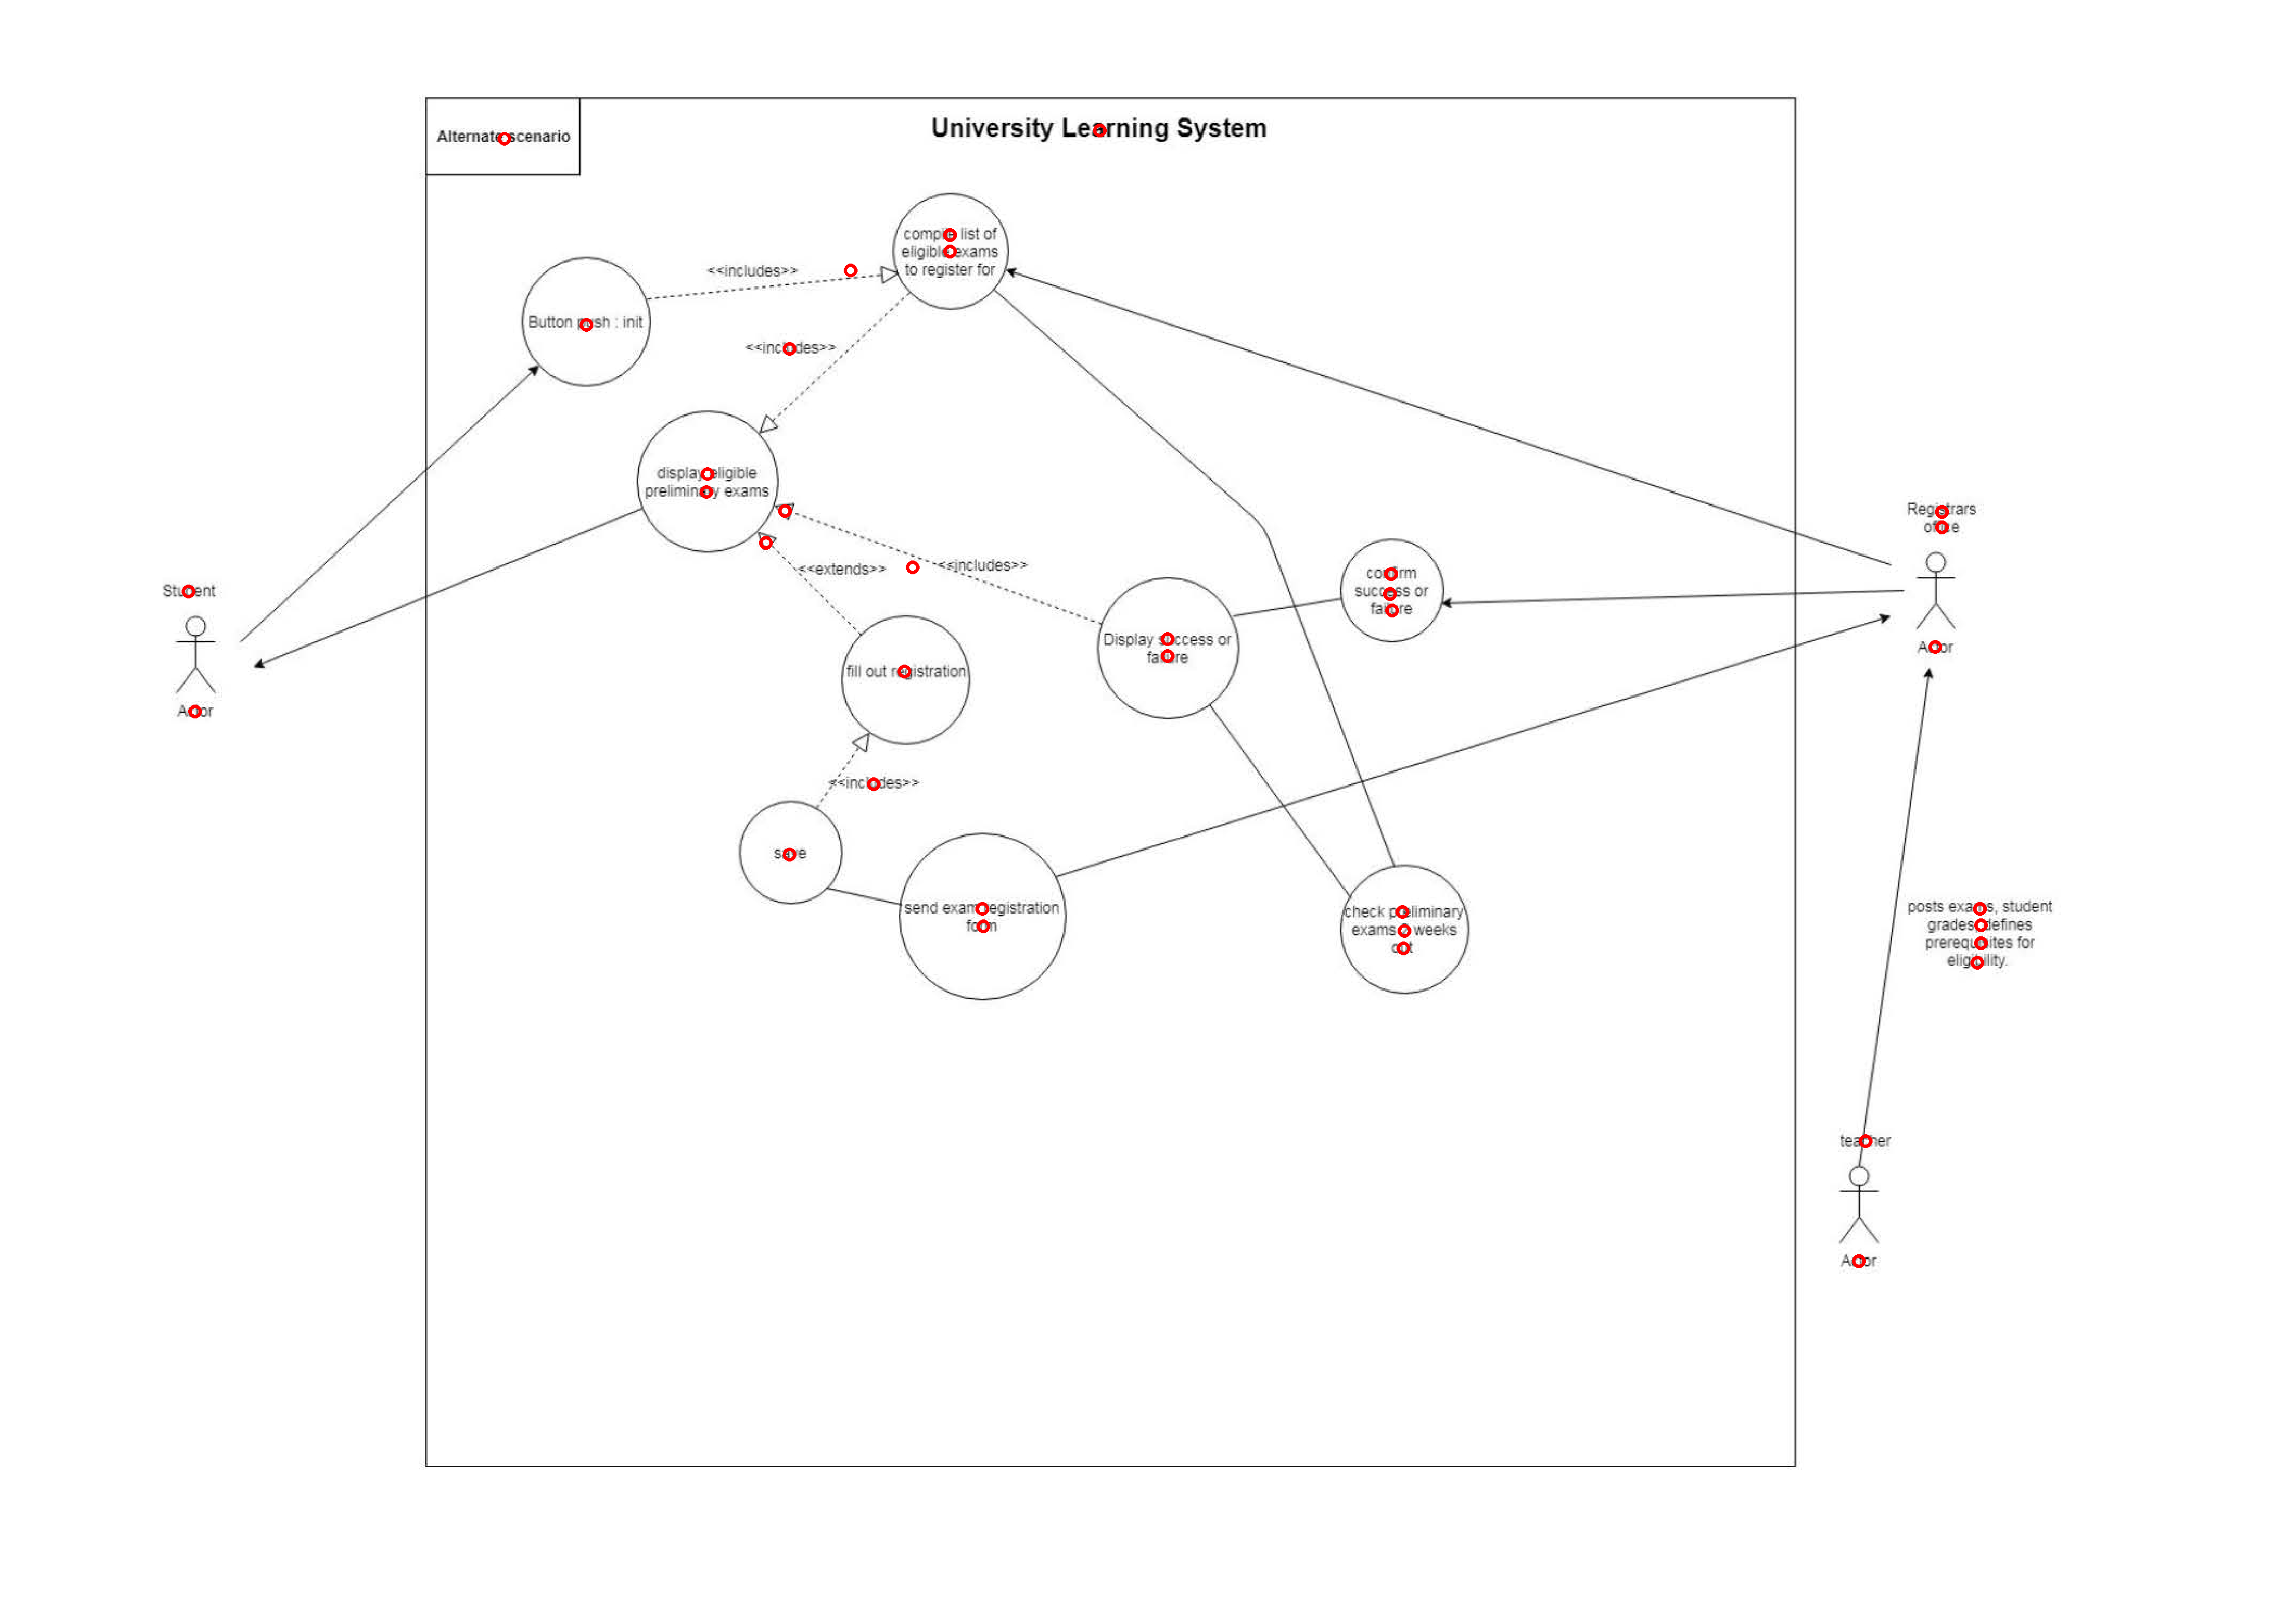 Alternate scenario
University Learning System
compile list of
eligible exams
to register for
<<includes>>
Button push : init
<<includes>>
display eligible
preliminary exams
Registrars
office
<<includes>>
<<extends>>
confirm
success or
failure
Student
Display success or
failure
Actor
fill out registration
Actor
<<includes>>
save
send exam registration
form
check preliminary
exams 2 weeks
out
posts exams, student
grades, defines
prerequisites for
eligibility.
teacher
Actor